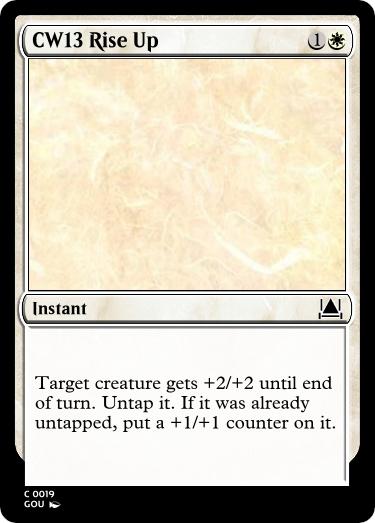 CW13 Rise Up 1
Instant
Target creature gets +2/+2 until end
of turn. Untap it. If it was already
untapped, put a +1/+1 counter on it.
C 0019
GOU